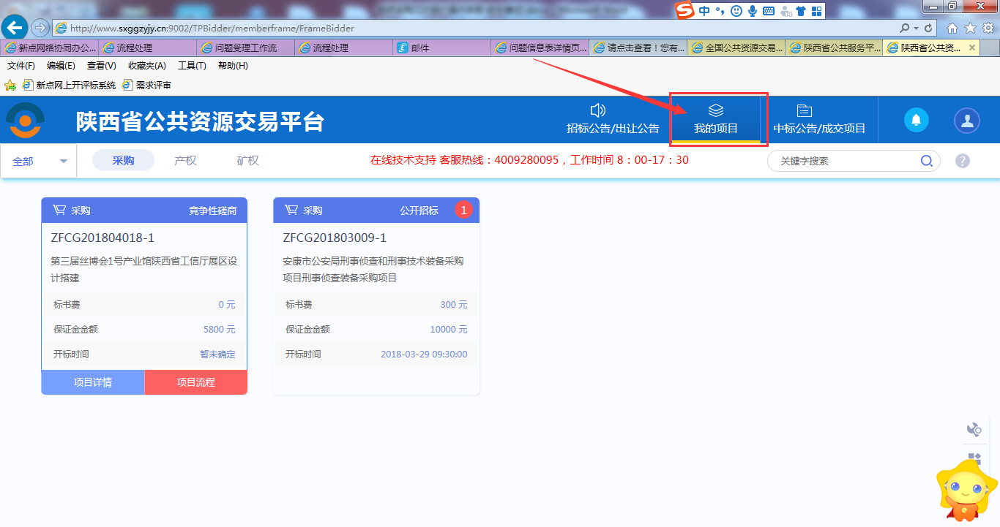 中
http://www.sxggzyjy.cn:9002/TPBidder/memberframe/FrameBidder
新点网络协同办公... 流程处理 问题受理工作流 流程处理 邮件 问题信息表详情页... 请点击查看！您有... 全国公共资源交易... 陕西省公共服务平... 陕西省公共资...
文件(F) 编辑(E) 查看(V) 收藏夹(A) 工具(T) 帮助(H)
新点网上开评标系统 需求评审
陕西省公共资源交易平台
招标公告/出让公告 我的项目 中标公告/成交项目
全部 采购 产权 矿权 在线技术支持 客服热线：4009280095，工作时间 8：00-17：30 关键字搜索 ?
采购 竞争性磋商
ZFCG201804018-1
第三届丝博会1号产业馆陕西省工信厅展区设
计搭建
标书费 0 元
保证金金额 5800 元
开标时间 暂未确定
项目详情 项目流程
采购 公开招标 1
ZFCG201803009-1
安康市公安局刑事侦查和刑事技术装备采购
项目刑事侦查装备采购项目
标书费 300 元
保证金金额 10000 元
开标时间 2018-03-29 09:30:00